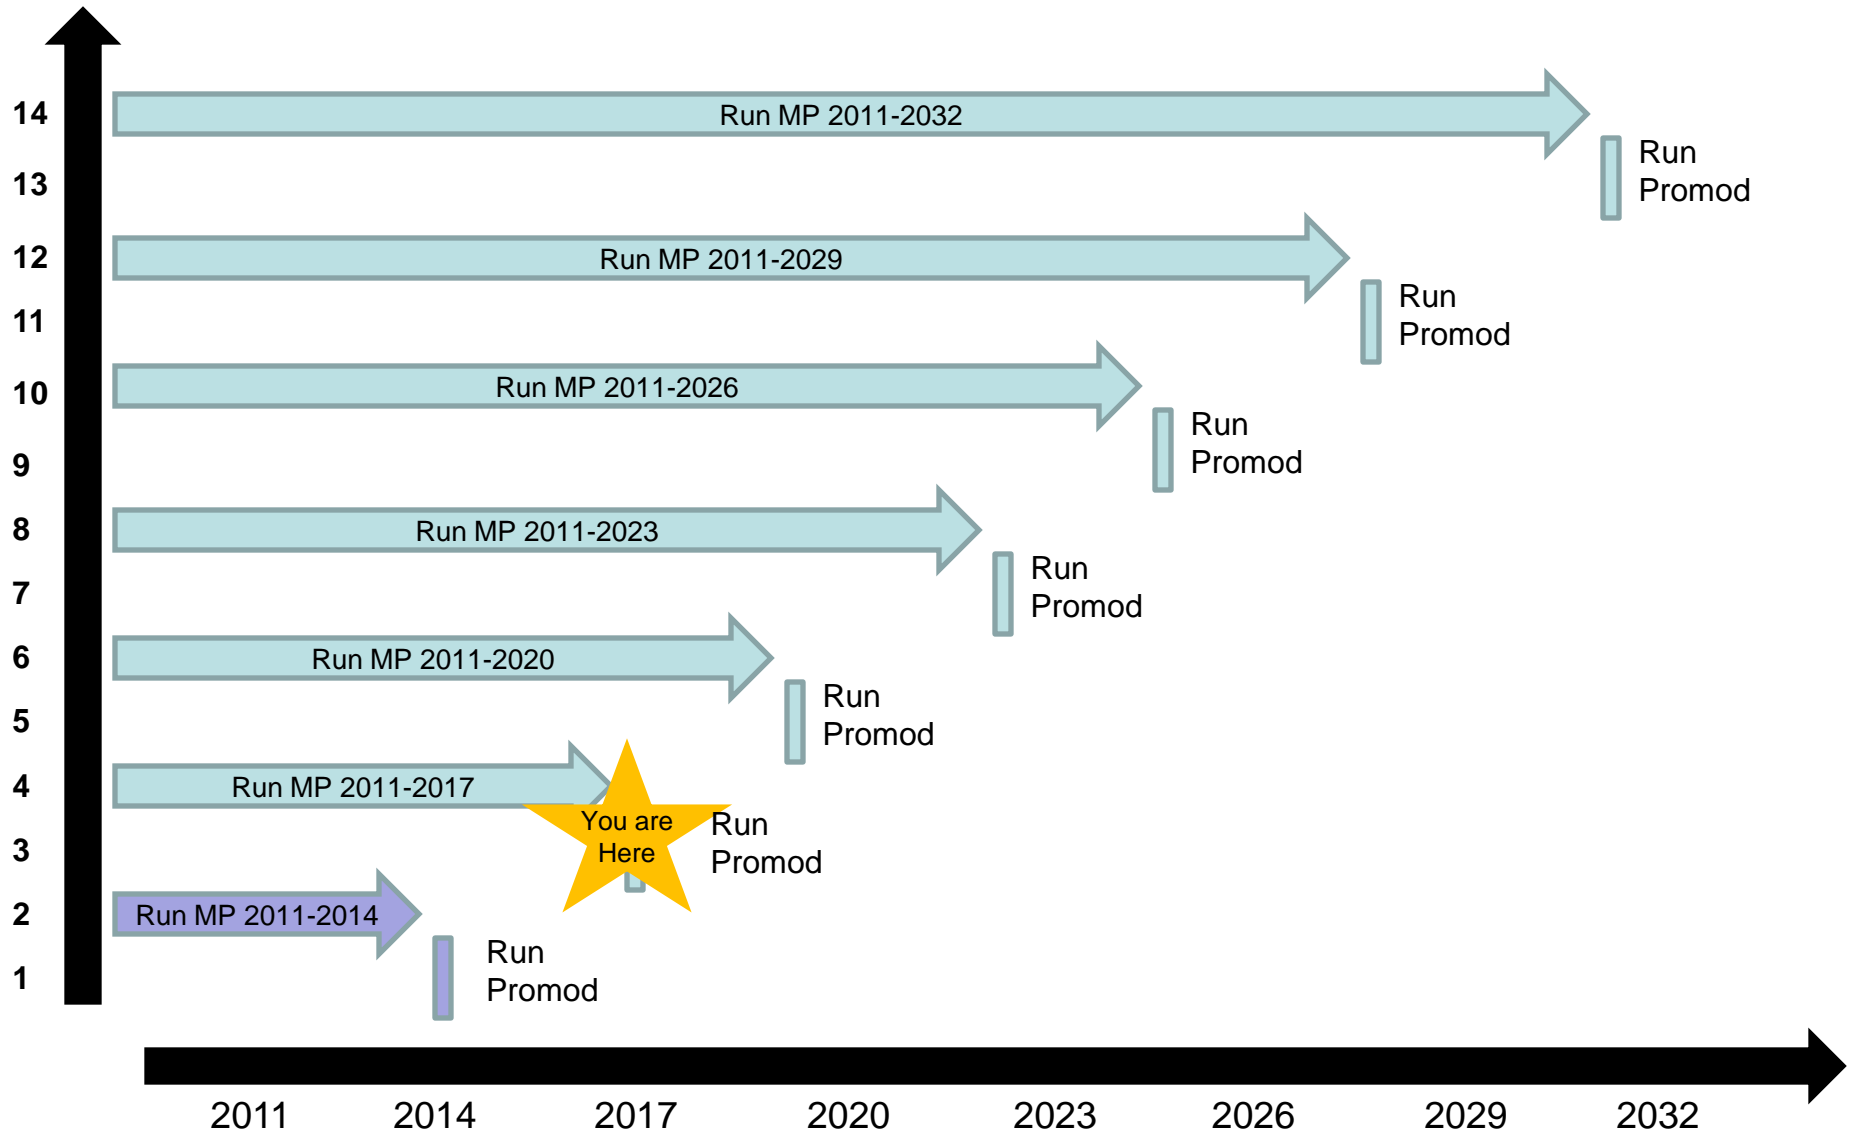 14
Run MP 2011-2032
Run
Promod
13
12
Run MP 2011-2029
Run
Promod
11
10
Run MP 2011-2026
Run
Promod
9
8
Run MP 2011-2023
Run
Promod
7
6
Run MP 2011-2020
Run
Promod
5
4
Run MP 2011-2017
You are
Here
Run
Promod
3
2
Run MP 2011-2014
Run
Promod
1
2011 2014 2017 2020 2023 2026 2029 2032